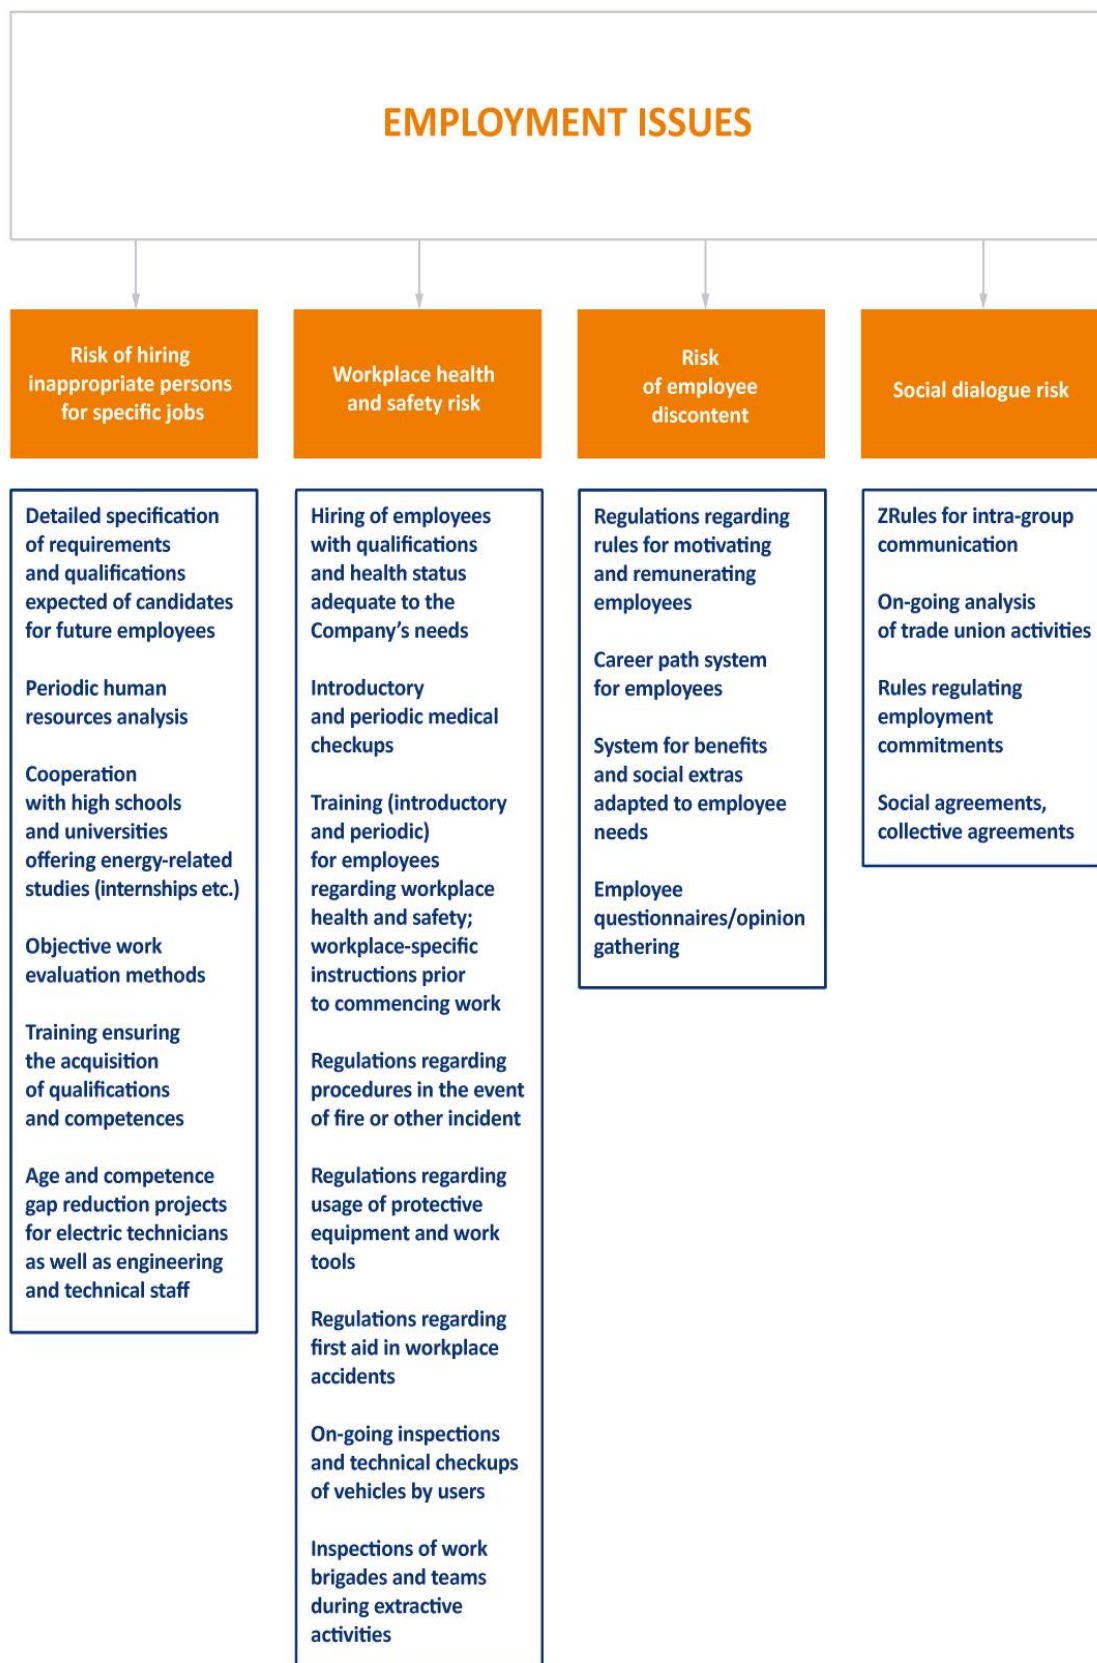 EMPLOYMENT ISSUES
Risk of hiring
inappropriate persons
for specific jobs
Workplace health
and safety risk
Risk
of employee
discontent
Social dialogue risk
Detailed specification
of requirements
and qualifications
expected of candidates
for future employees
Periodic human
resources analysis
Cooperation
with high schools
and universities
offering energy-related
studies (internships etc.)
Objective work
evaluation methods
Training ensuring
the acquisition
of qualifications
and competences
Age and competence
gap reduction projects
for electric technicians
as well as engineering
and technical staff
Hiring of employees
with qualifications
and health status
adequate to the
Company's needs
Introductory
and periodic medical
checkups
Training (introductory
and periodic)
for employees
regarding workplace
health and safety;
workplace-specific
instructions prior
to commencing work
Regulations regarding
procedures in the event
of fire or other incident
Regulations regarding
usage of protective
equipment and work
tools
Regulations regarding
first aid in workplace
accidents
On-going inspections
and technical checkups
of vehicles by users
Inspections of work
brigades and teams
during extractive
activities
Regulations regarding
rules for motivating
and remunerating
employees
Career path system
for employees
System for benefits
and social extras
adapted to employee
needs
Employee
questionnaires/opinion
gathering
ZRules for intra-group
communication
On-going analysis
of trade union activities
Rules regulating
employment
commitments
Social agreements,
collective agreements